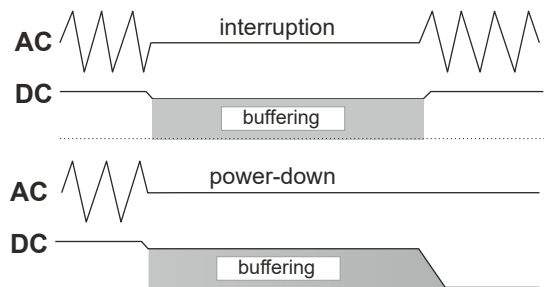 interruption
AC
DC
buffering
power-down
AC
DC
buffering